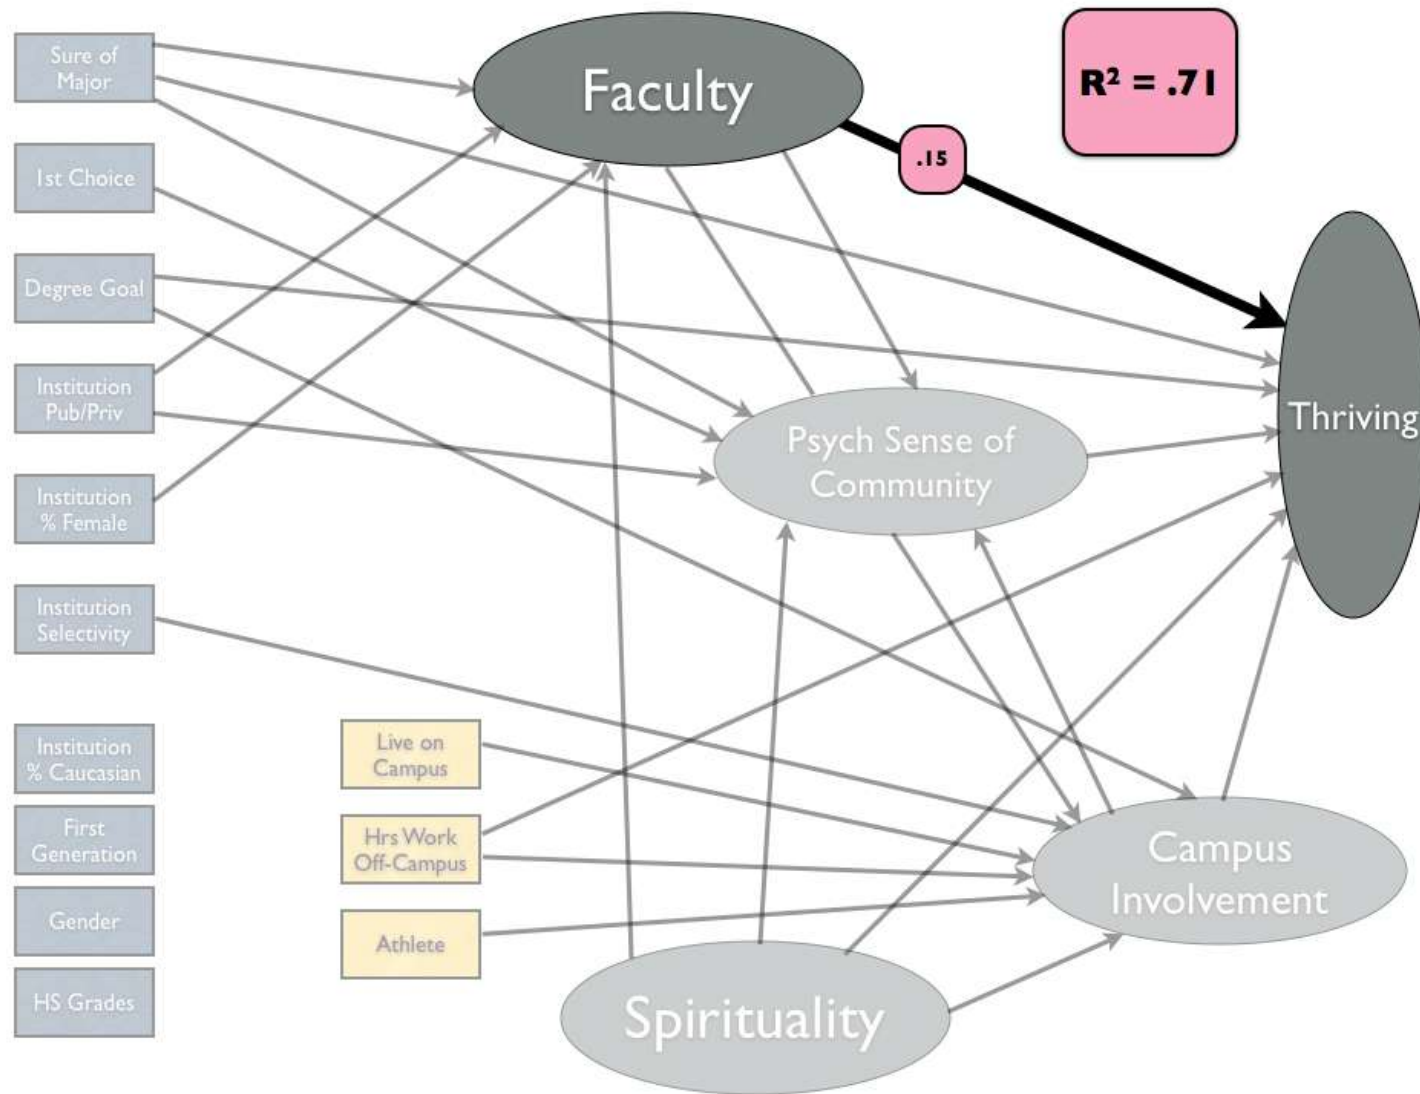 Sure of
Major
Faculty
R² = .71
.15
1st Choice
Degree Goal
Institution
Pub/Priv
Thriving
Psych Sense of
Community
Institution
% Female
Institution
Selectivity
Institution
% Caucasian
Live on
Campus
First
Generation
Hrs Work
Off-Campus
Campus
Involvement
Gender
Athlete
HS Grades
Spirituality